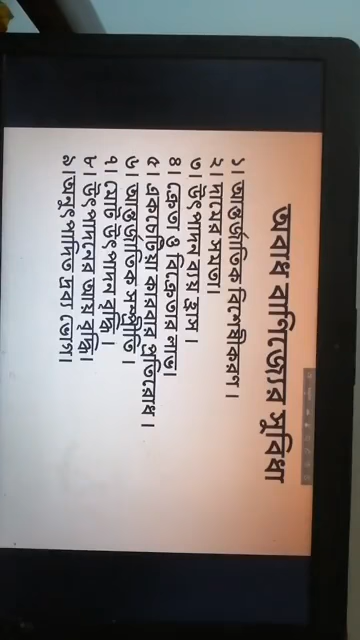 অবাধ বাণিজ্যের সুবিধা
১। আন্তর্জাতিক বিশেষীকরণ।
২। দামের সমতা।
৩। উৎপাদন ব্যয় হ্রাস।
৪। ক্রেতা ও বিক্রেতার লাভ।
৫। একচেটিয়া কারবার প্রতিরোধ।
৬। আন্তর্জাতিক সম্প্রীতি।
৭। মোট উৎপাদন বৃদ্ধি।
৮। উৎপাদনের আয় বৃদ্ধি।
৯। অনুৎপাদিত দ্রব্য ভোগ।